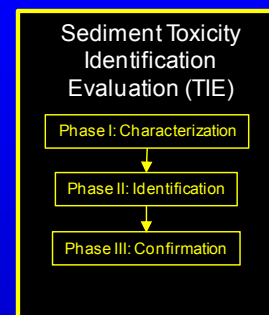 Sediment Toxicity
Identification
Evaluation (TIE)
Phase I: Characterization
Phase II: Identification
Phase III: Confirmation